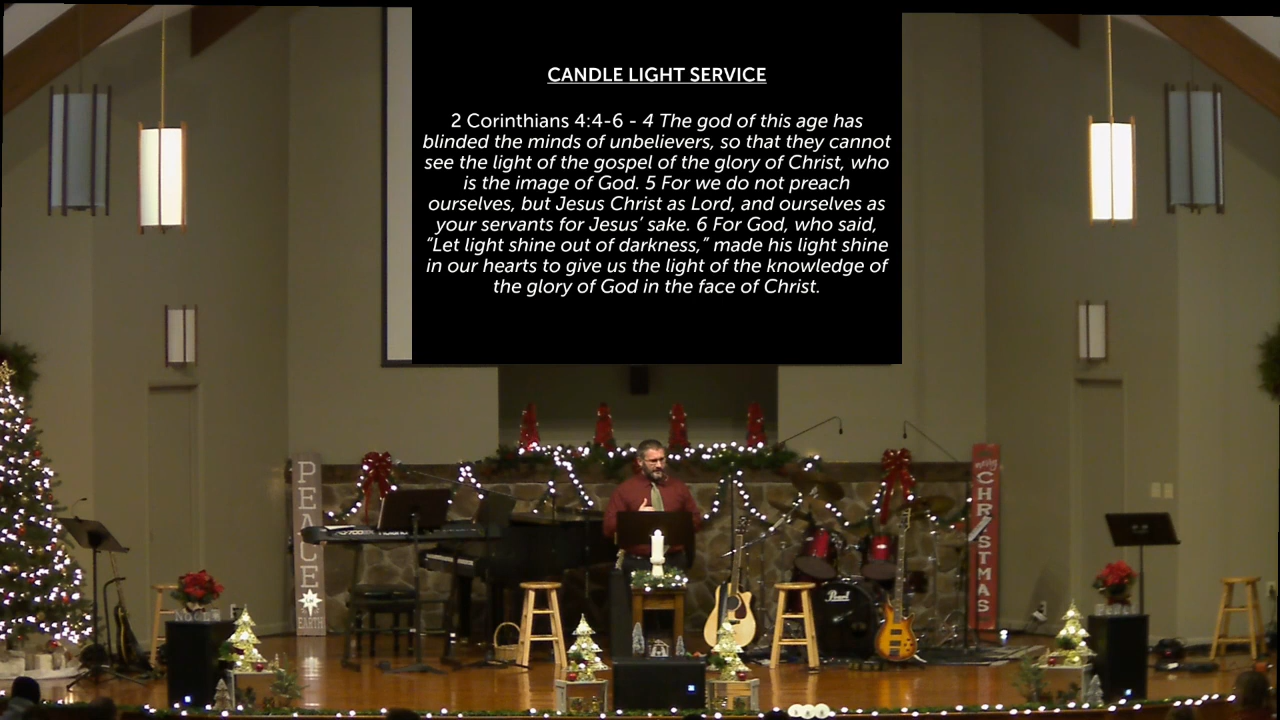 CANDLE LIGHT SERVICE
2 Corinthians 4:4-6 - 4 The god of this age has
blinded the minds of unbelievers, so that they cannot
see the light of the gospel of the glory of Christ, who
is the image of God. 5 For we do not preach
ourselves, but Jesus Christ as Lord, and ourselves as
your servants for Jesus’ sake. 6 For God, who said,
“Let light shine out of darkness,” made his light shine
in our hearts to give us the light of the knowledge of
the glory of God in the face of Christ.
PEACE
EARTH
merry
CHRISTMAS
Pearl
NOEL